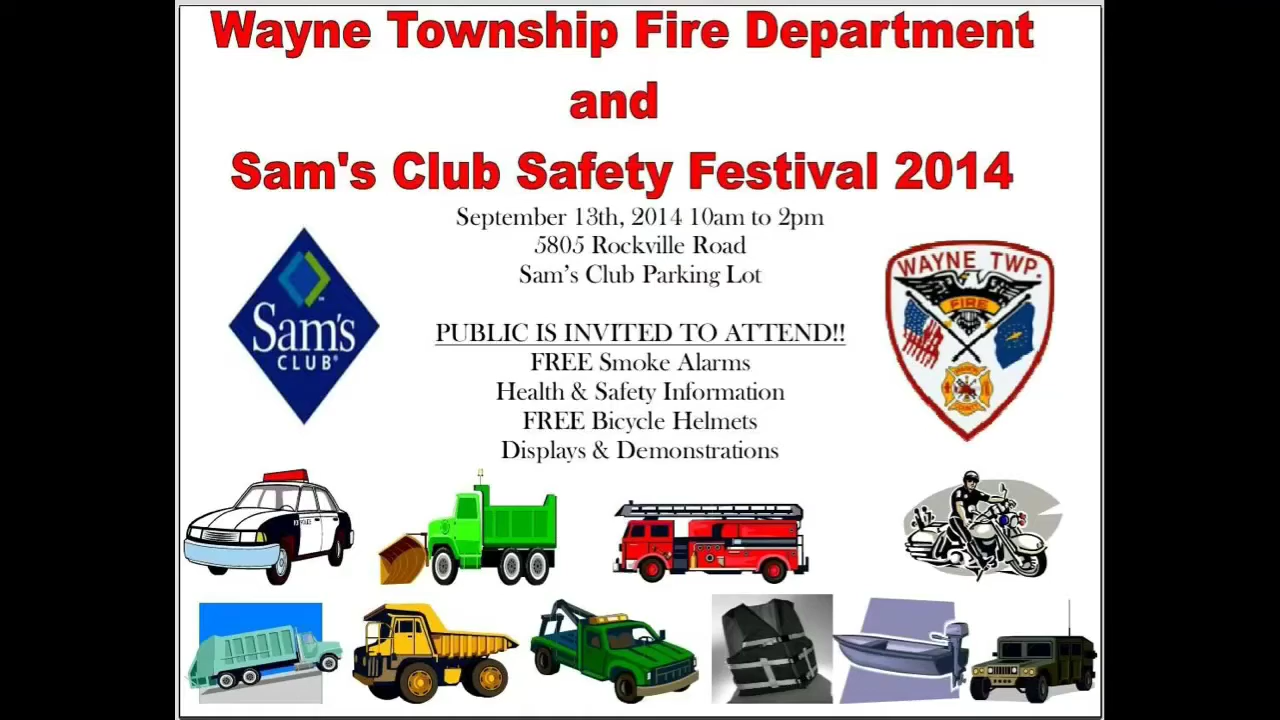 Wayne Township Fire Department
and
Sam's Club Safety Festival 2014
September 13th, 2014 10am to 2pm
5805 Rockville Road
Sam's Club Parking Lot
PUBLIC IS INVITED TO ATTEND!!
FREE Smoke Alarms
Health & Safety Information
FREE Bicycle Helmets
Displays & Demonstrations
Sam's
CLUB
WAYNE TWP.
FIRE